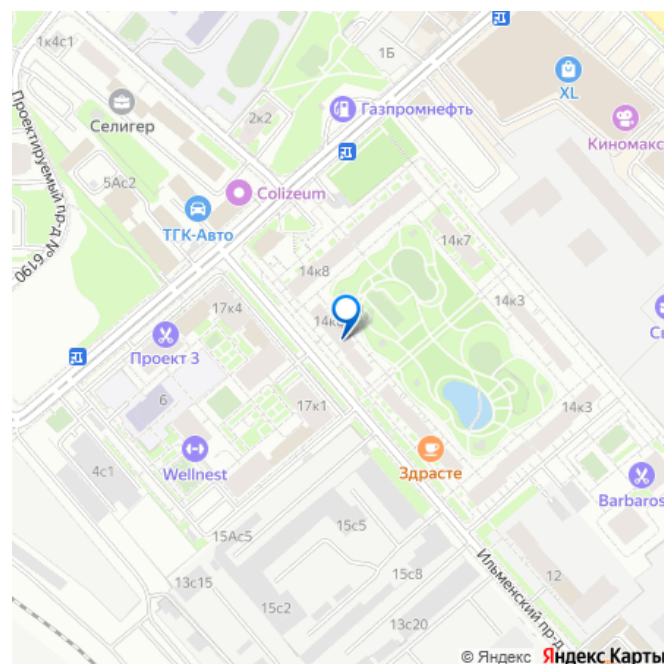 1к4с1
1Б
XL
Селигер
Газпромнефть
2к2
Киномакс
Проектируемый пр-д № 6190
5Ас2
Colizeum
ТГК-Авто
14к7
14к8
14к3
17к4
Проект 3
6
17к1
14к3
Здрасте
Wellnest
4с1
Barbaros
15Ас5
15с5
13с15
15с8
12
15с2
13с20
Ильменский пр-д
© Яндекс Яндекс Карты